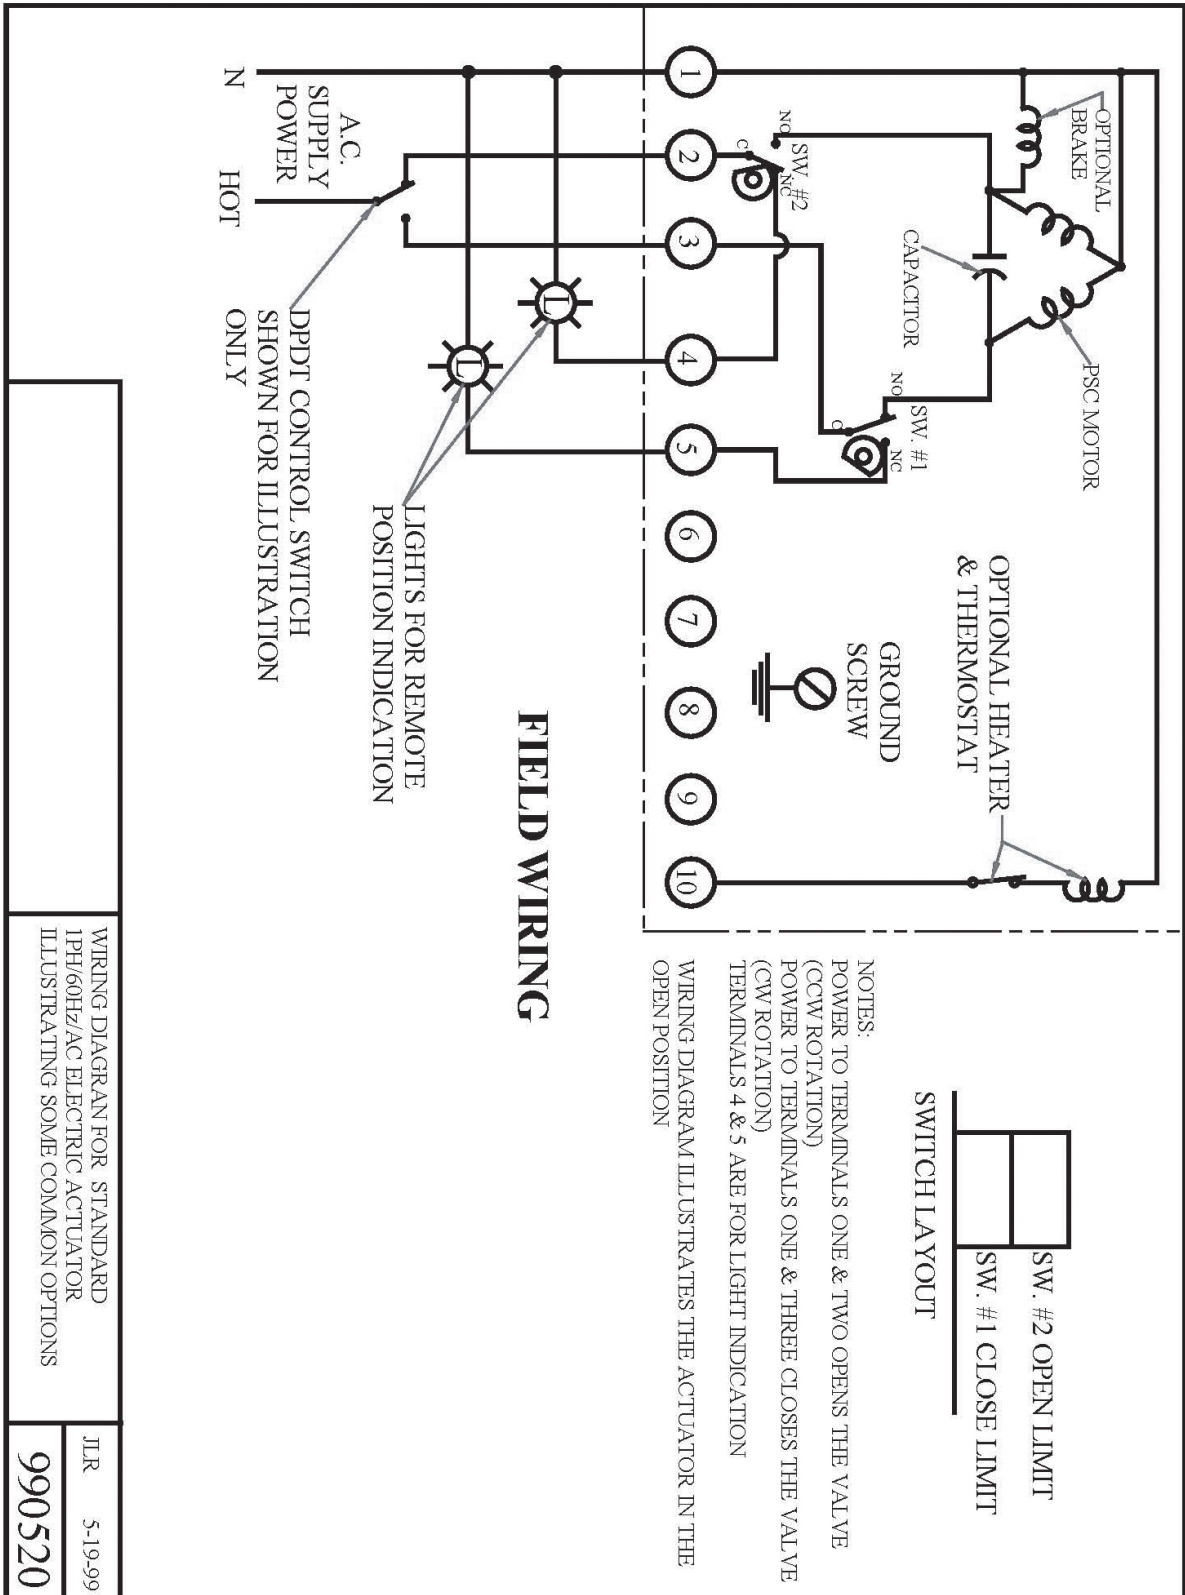 OPTIONAL
BRAKE
CAPACITOR
PSC MOTOR
OPTIONAL HEATER
& THERMOSTAT
GROUND
SCREW
NO
SW. #2
C
NC
NO
SW. #1
C
NC
1
2
3
4
5
6
7
8
9
10
L
L
N
A.C.
SUPPLY
POWER
HOT
DPDT CONTROL SWITCH
SHOWN FOR ILLUSTRATION
ONLY
LIGHTS FOR REMOTE
POSITION INDICATION
FIELD WIRING
SW. #2 OPEN LIMIT
SW. #1 CLOSE LIMIT
SWITCH LAYOUT
NOTES:
POWER TO TERMINALS ONE & TWO OPENS THE VALVE
(CCW ROTATION)
POWER TO TERMINALS ONE & THREE CLOSES THE VALVE
(CW ROTATION)
TERMINALS 4 & 5 ARE FOR LIGHT INDICATION
WIRING DIAGRAM ILLUSTRATES THE ACTUATOR IN THE
OPEN POSITION
WIRING DIAGRAN FOR STANDARD
1PH/60Hz/AC ELECTRIC ACTUATOR
ILLUSTRATING SOME COMMON OPTIONS
JLR 5-19-99
990520